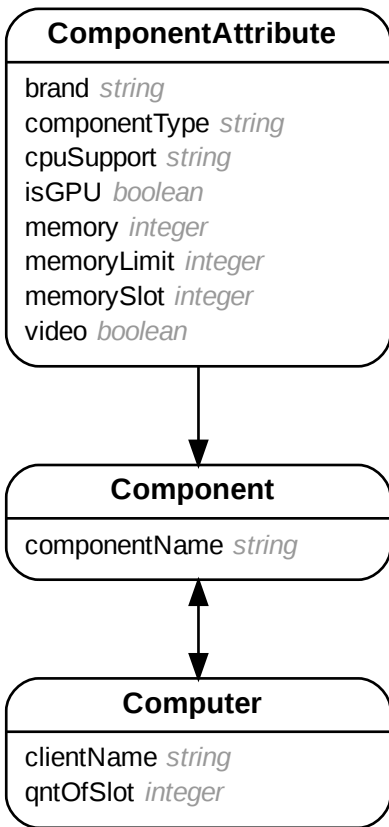 ComponentAttribute
brand string
componentType string
cpuSupport string
isGPU boolean
memory integer
memoryLimit integer
memorySlot integer
video boolean
Component
componentName string
Computer
clientName string
qntOfSlot integer